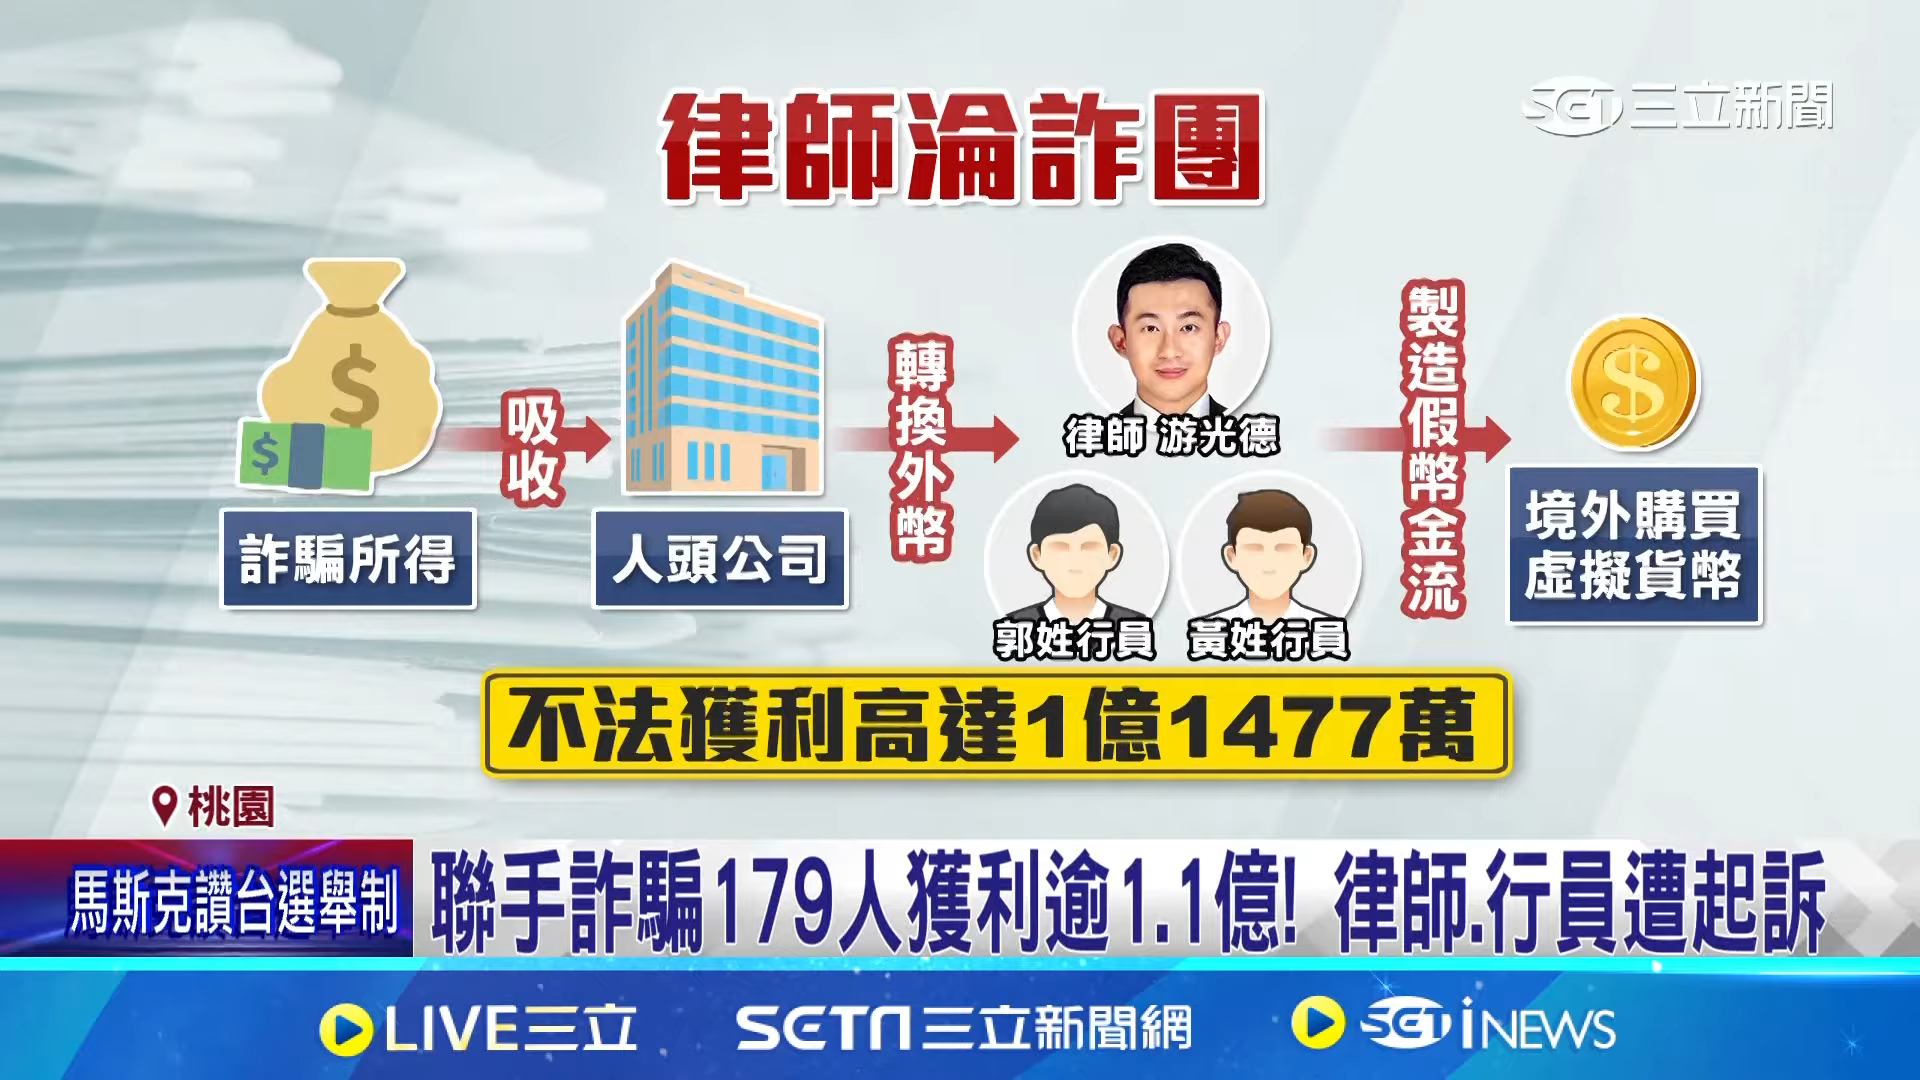 律師淪詐團
SET三立新聞
吸收
轉換外幣
製造假幣金流
詐騙所得
人頭公司
律師 游光德
郭姓行員
黃姓行員
境外購買
虛擬貨幣
不法獲利高達1億1477萬
桃園
馬斯克讚台選舉制
聯手詐騙179人獲利逾1.1億! 律師.行員遭起訴
LIVE三立
SETN三立新聞網
SET iNEWS